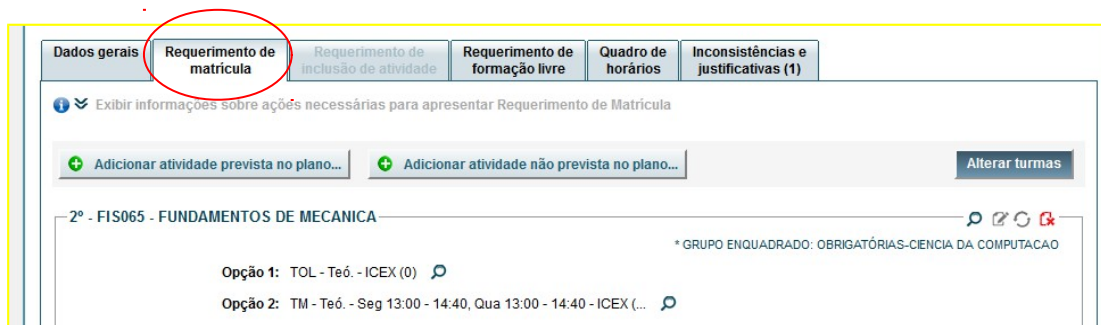 Dados gerais
Requerimento de
matrícula
Requerimento de
inclusão de atividade
Requerimento de
formação livre
Quadro de
horários
Inconsistências e
justificativas (1)
Exibir informações sobre ações necessárias para apresentar Requerimento de Matrícula
Adicionar atividade prevista no plano...
Adicionar atividade não prevista no plano...
Alterar turmas
2º - FIS065 - FUNDAMENTOS DE MECANICA
* GRUPO ENQUADRADO: OBRIGATÓRIAS-CIENCIA DA COMPUTACAO
Opção 1: TOL - Teó. - ICEX (0)
Opção 2: TM - Teó. - Seg 13:00 - 14:40, Qua 13:00 - 14:40 - ICEX (...